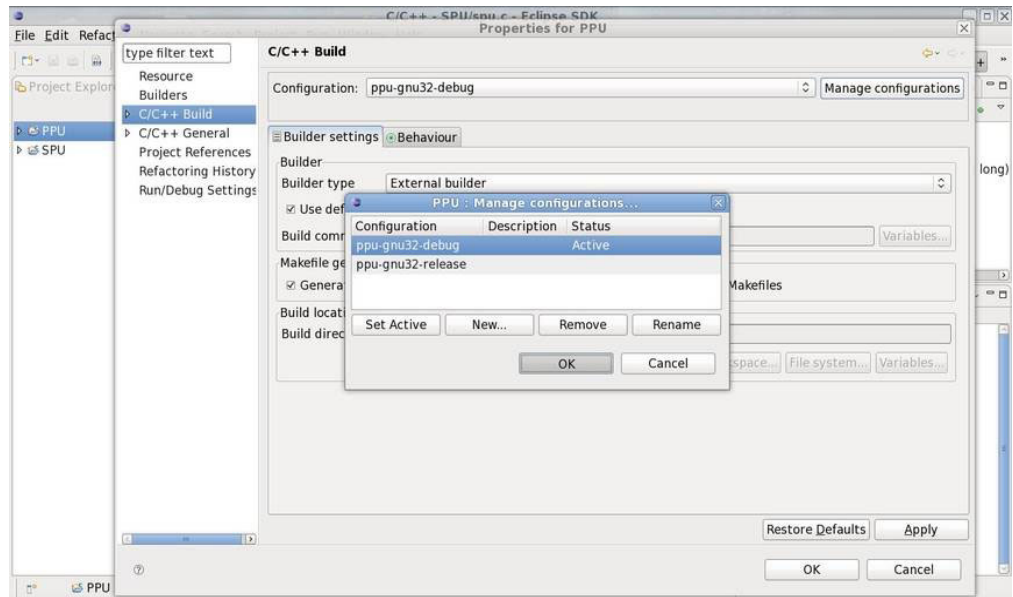 C/C++ - SPU/spu.c - Eclipse SDK
Properties for PPU
File Edit Refact
type filter text
C/C++ Build
Resource
Builders
C/C++ Build
C/C++ General
Project References
Refactoring History
Run/Debug Settings
Project Explor
PPU
SPU
Configuration: ppu-gnu32-debug
Manage configurations
Builder settings
Behaviour
Builder
Builder type External builder
Use def
Build comm
Variables...
Makefile ge
Genera
Makefiles
Build locati
Build direc
space... File system... Variables...
PPU : Manage configurations...
Configuration Description Status
ppu-gnu32-debug Active
ppu-gnu32-release
Set Active New... Remove Rename
OK Cancel
long)
Restore Defaults Apply
OK Cancel
PPU